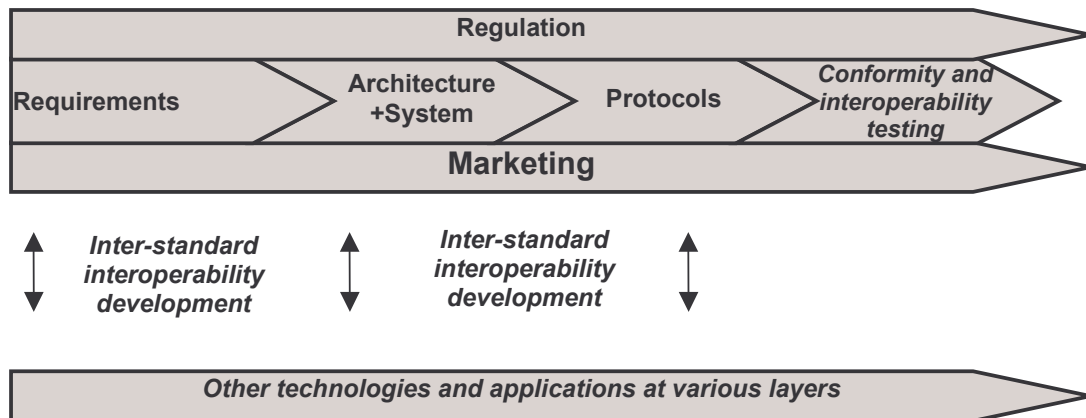 Regulation
Requirements
Architecture
+System
Protocols
Conformity and
interoperability
testing
Marketing
Inter-standard
interoperability
development
Inter-standard
interoperability
development
Other technologies and applications at various layers